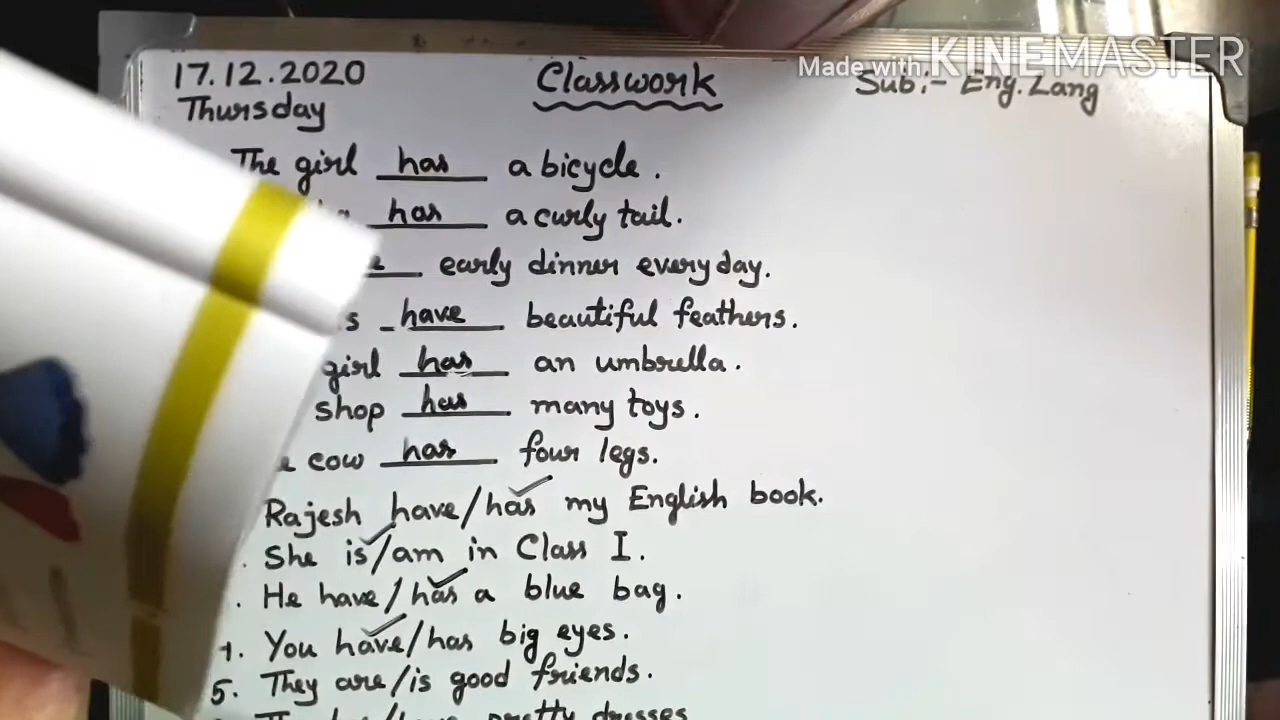 Made with KINEMASTER
17.12.2020 Classwork Sub:- Eng. Lang
Thursday
The girl has a bicycle.
has a curly tail.
early dinner everyday.
have beautiful feathers.
girl has an umbrella.
shop has many toys.
cow has four legs.
Rajesh have/has✓ my English book.
She is✓/am in Class I.
He have/has✓ a blue bag.
You have✓/has big eyes.
5. They are/is good friends.
pretty dresses